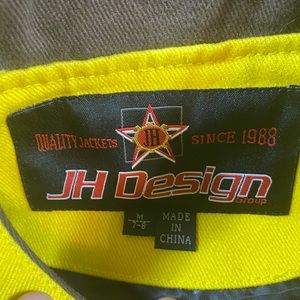 QUALITY JACKETS JH SINCE 1988
JH Design
Group
M
7-8
MADE IN
CHINA